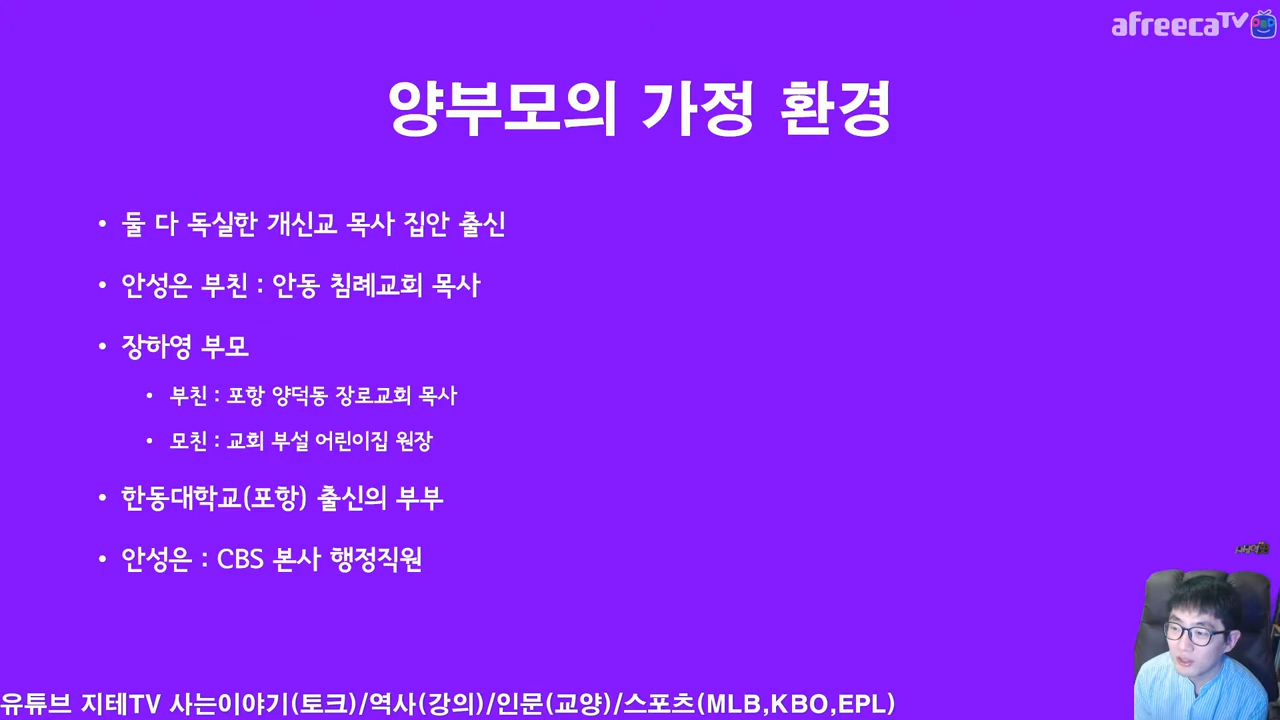 afreecaTV
양부모의 가정 환경
• 둘 다 독실한 개신교 목사 집안 출신
• 안성은 부친 : 안동 침례교회 목사
• 장하영 부모
• 부친 : 포항 양덕동 장로교회 목사
• 모친 : 교회 부설 어린이집 원장
• 한동대학교(포항) 출신의 부부
• 안성은 : CBS 본사 행정직원
유튜브 지테TV 사는이야기(토크)/역사(강의)/인문(교양)/스포츠(MLB,KBO,EPL)